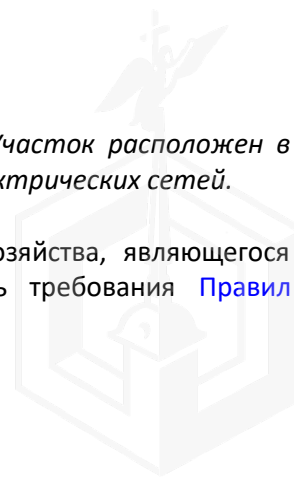 Участок расположен в
ктрических сетей.
озяйства, являющегося
ь требования Правил